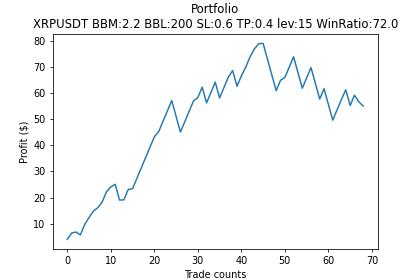 Portfolio
XRPUSDT BBM:2.2 BBL:200 SL:0.6 TP:0.4 lev:15 WinRatio:72.0
80
70
60
50
40
30
20
10
Profit ($)
0 10 20 30 40 50 60 70
Trade counts